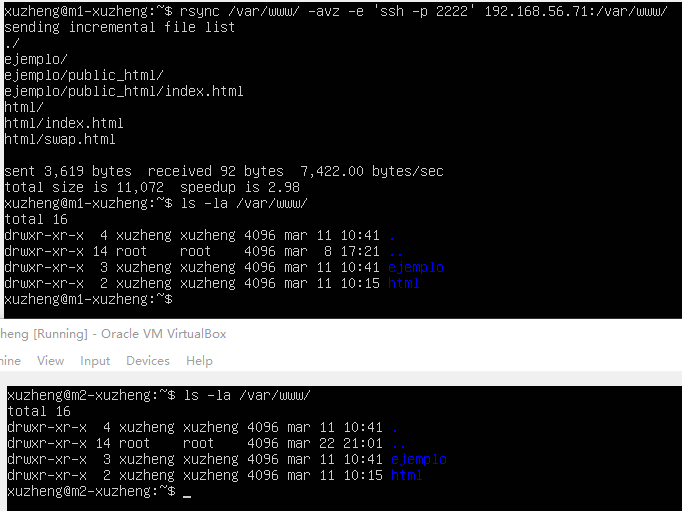 xuzheng@m1-xuzheng:~$ rsync /var/www/ -avz -e 'ssh -p 2222' 192.168.56.71:/var/www/
sending incremental file list
./
ejemplo/
ejemplo/public_html/
ejemplo/public_html/index.html
html/
html/index.html
html/swap.html
sent 3,619 bytes  received 92 bytes  7,422.00 bytes/sec
total size is 11,072  speedup is 2.98
xuzheng@m1-xuzheng:~$ ls -la /var/www/
total 16
drwxr-xr-x  4 xuzheng xuzheng 4096 mar 11 10:41 .
drwxr-xr-x 14 root    root    4096 mar  8 17:21 ..
drwxr-xr-x  3 xuzheng xuzheng 4096 mar 11 10:41 ejemplo
drwxr-xr-x  2 xuzheng xuzheng 4096 mar 11 10:15 html
xuzheng@m1-xuzheng:~$
zheng [Running] - Oracle VM VirtualBox
hine View Input Devices Help
xuzheng@m2-xuzheng:~$ ls -la /var/www/
total 16
drwxr-xr-x  4 xuzheng xuzheng 4096 mar 11 10:41 .
drwxr-xr-x 14 root    root    4096 mar 22 21:01 ..
drwxr-xr-x  3 xuzheng xuzheng 4096 mar 11 10:41 ejemplo
drwxr-xr-x  2 xuzheng xuzheng 4096 mar 11 10:15 html
xuzheng@m2-xuzheng:~$ _